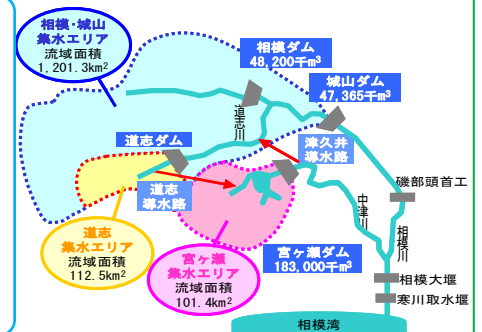 相模・城山
集水エリア
流域面積
1,201.3km²
相模ダム
48,200千m³
城山ダム
47,365千m³
道志川
道志ダム
津久井
導水路
道志
導水路
磯部頭首工
中津川
相模川
道志
集水エリア
流域面積
112.5km²
宮ヶ瀬
集水エリア
流域面積
101.4km²
宮ヶ瀬ダム
183,000千m³
相模大堰
寒川取水堰
相模湾